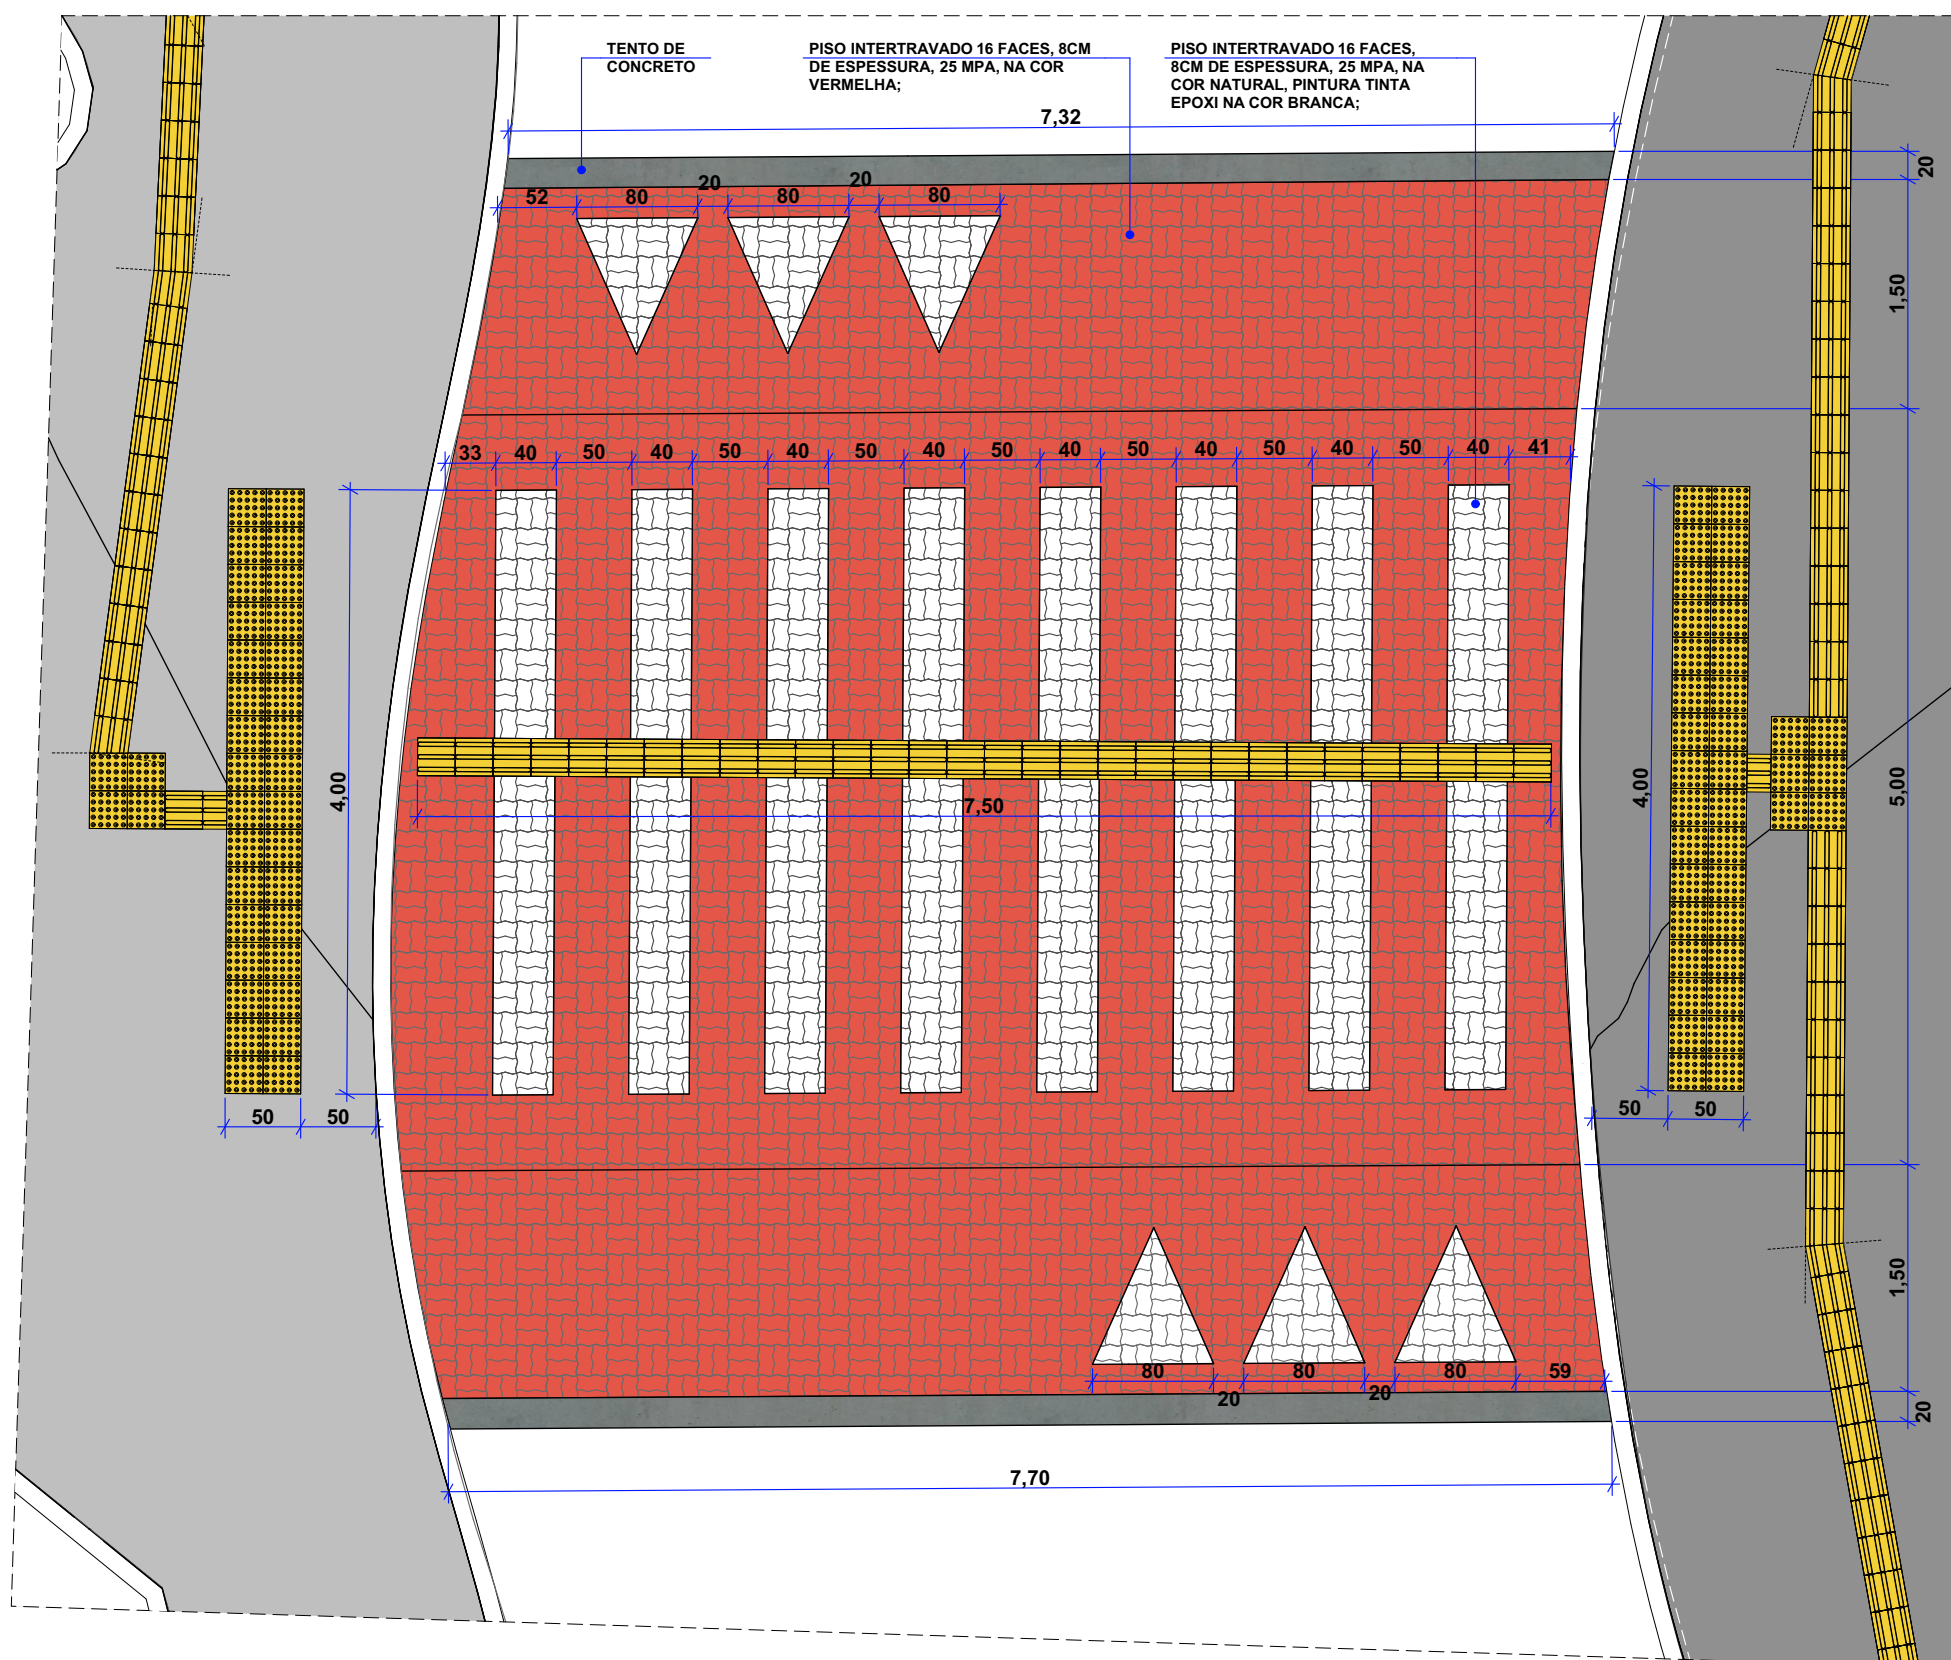 TENTO DE
CONCRETO
PISO INTERTRAVADO 16 FACES, 8CM
DE ESPESSURA, 25 MPA, NA COR
VERMELHA;
PISO INTERTRAVADO 16 FACES,
8CM DE ESPESSURA, 25 MPA, NA
COR NATURAL, PINTURA TINTA
EPOXI NA COR BRANCA;
7,32
20
52 80 20 80 20 80
1,50
33 40 50 40 50 40 50 40 50 40 50 40 50 40 50 40 41
4,00
7,50
4,00
5,00
50 50
50 50
1,50
80 80 80 59
20 20
20
7,70